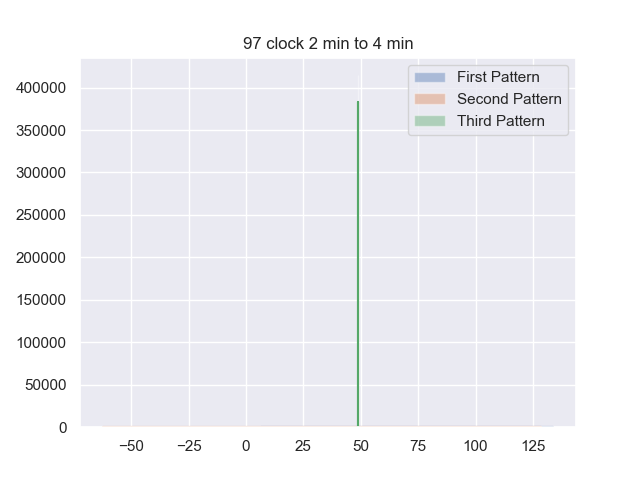 97 clock 2 min to 4 min
First Pattern
Second Pattern
Third Pattern
400000
350000
300000
250000
200000
150000
100000
50000
0
−50 −25 0 25 50 75 100 125